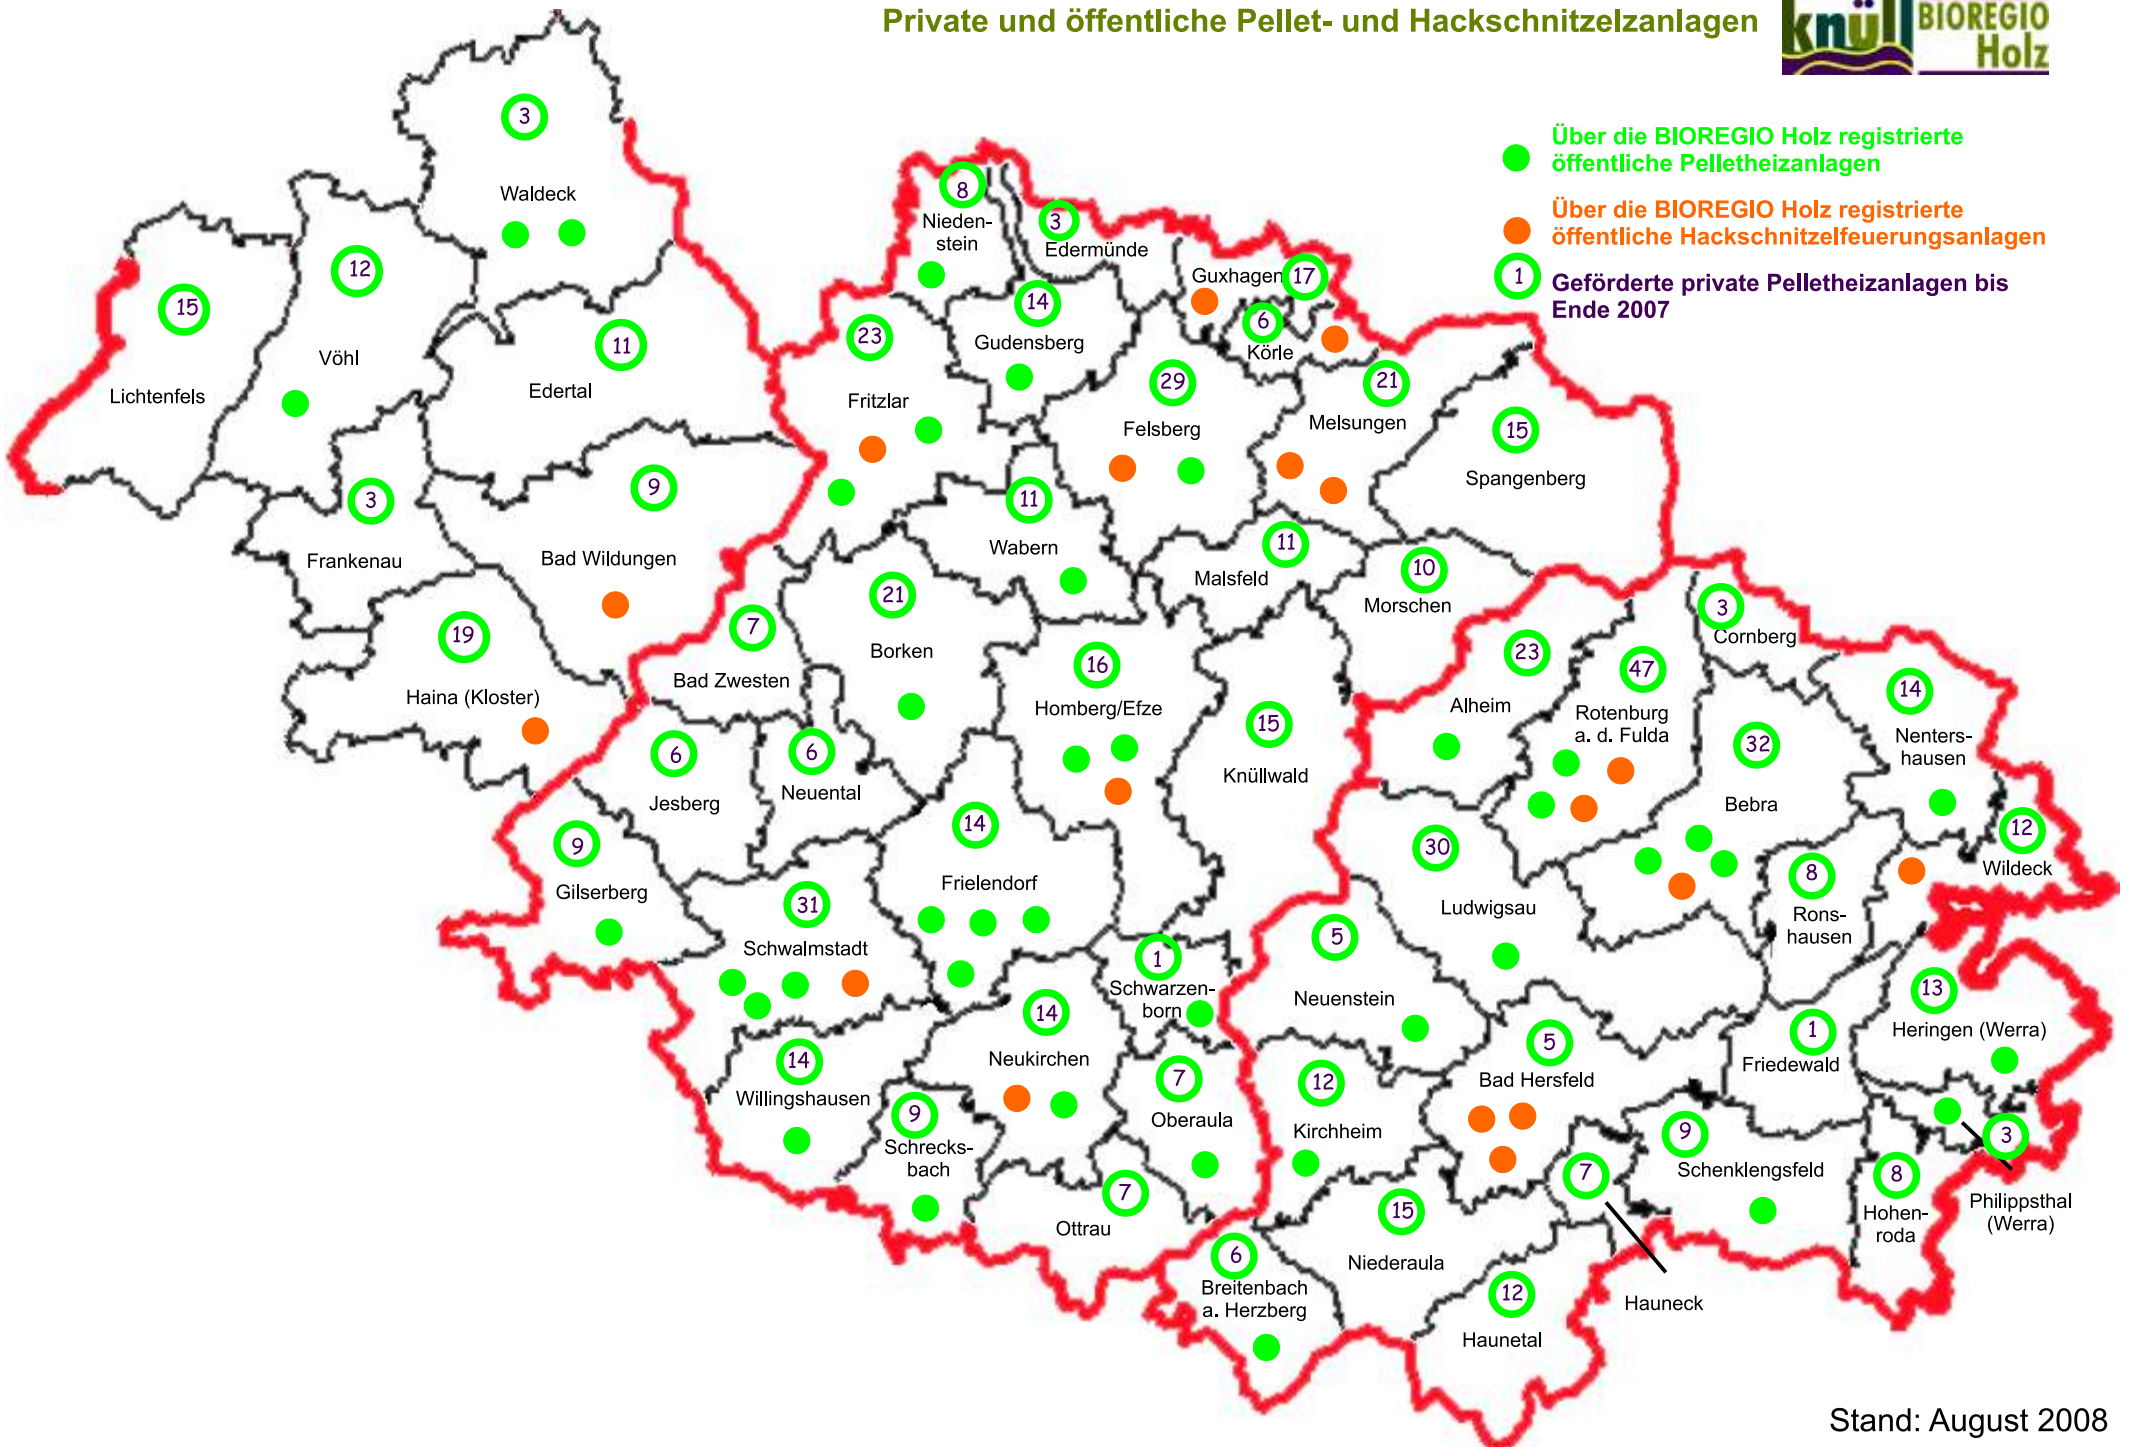 Private und öffentliche Pellet- und Hackschnitzelzanlagen
knüll
BIOREGIO
Holz
Über die BIOREGIO Holz registrierte
öffentliche Pelletheizanlagen
Über die BIOREGIO Holz registrierte
öffentliche Hackschnitzelfeuerungsanlagen
1
Geförderte private Pelletheizanlagen bis
Ende 2007
3
Waldeck
12
Vöhl
15
Lichtenfels
11
Edertal
3
Frankenau
9
Bad Wildungen
19
Haina (Kloster)
8
Nieden-
stein
3
Edermünde
Guxhagen
17
6
Körle
14
Gudensberg
23
Fritzlar
29
Felsberg
21
Melsungen
15
Spangenberg
11
Wabern
11
Malsfeld
10
Morschen
7
Bad Zwesten
21
Borken
16
Homberg/Efze
15
Knüllwald
6
Jesberg
6
Neuental
9
Gilserberg
31
Schwalmstadt
14
Frielendorf
1
Schwarzen-
born
14
Neukirchen
14
Willingshausen
9
Schrecks-
bach
7
Oberaula
7
Ottrau
23
Alheim
47
Rotenburg
a. d. Fulda
3
Cornberg
14
Nenters-
hausen
32
Bebra
12
Wildeck
8
Rons-
hausen
30
Ludwigsau
5
Neuenstein
13
Heringen (Werra)
1
Friedewald
5
Bad Hersfeld
12
Kirchheim
9
Schenklengsfeld
3
Philippsthal
(Werra)
8
Hohen-
roda
7
Hauneck
15
Niederaula
6
Breitenbach
a. Herzberg
12
Haunetal
Stand: August 2008